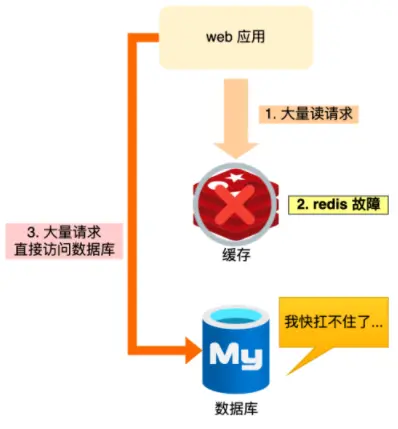 web 应用
1. 大量读请求
2. redis 故障
缓存
3. 大量请求
直接访问数据库
我快扛不住了...
My
数据库